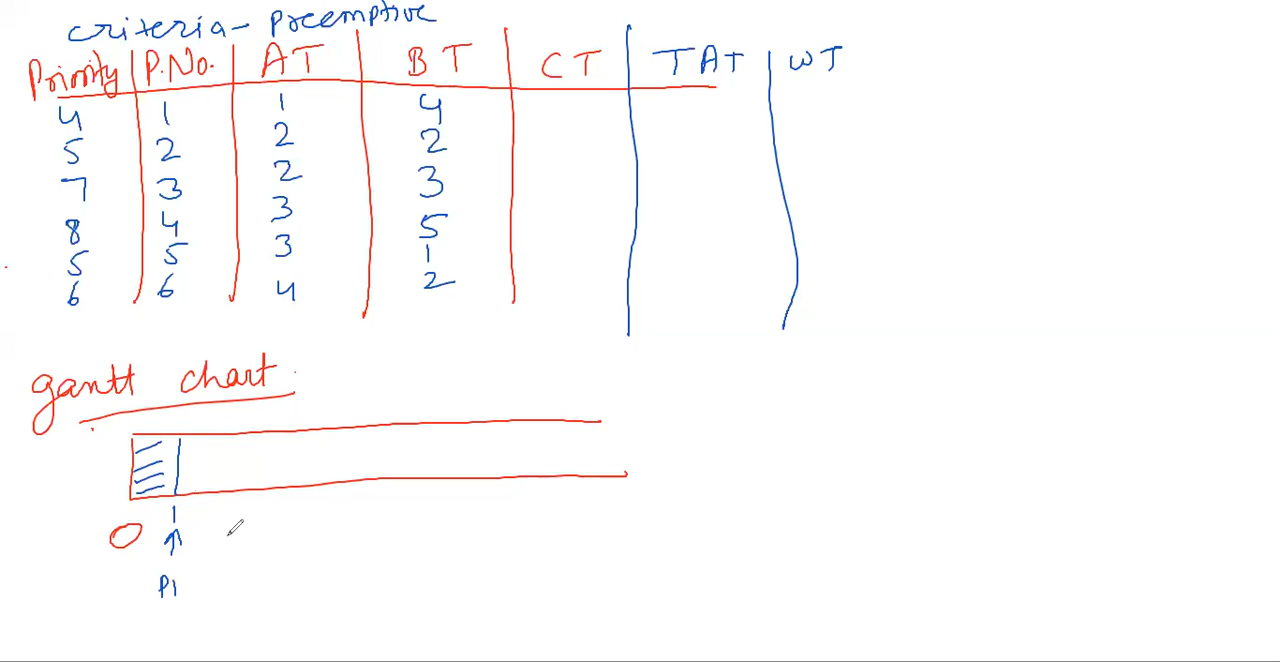 criteria- Preemptive
Priority P.No. AT BT CT TAT WT
4 1 1 4
5 2 2 2
7 3 2 3
8 4 3 5
5 5 3 1
6 6 4 2
gantt chart
0 1
P1